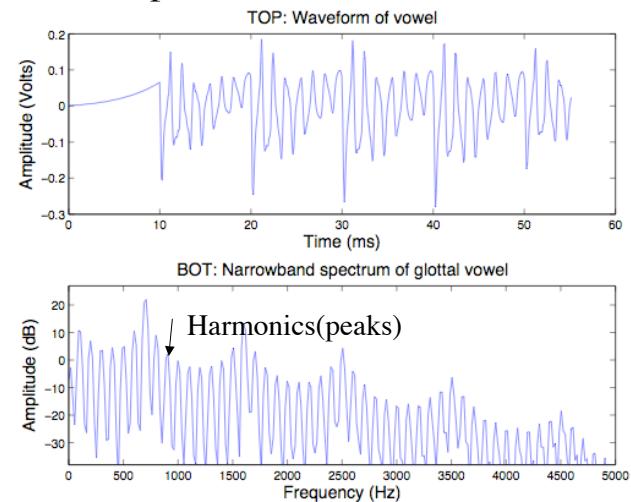 TOP: Waveform of vowel
0.2
0.1
0
-0.1
-0.2
-0.3
Amplitude (Volts)
0 10 20 30 40 50 60
Time (ms)
BOT: Narrowband spectrum of glottal vowel
20
10
0
-10
-20
-30
Amplitude (dB)
Harmonics(peaks)
0 500 1000 1500 2000 2500 3000 3500 4000 4500 5000
Frequency (Hz)